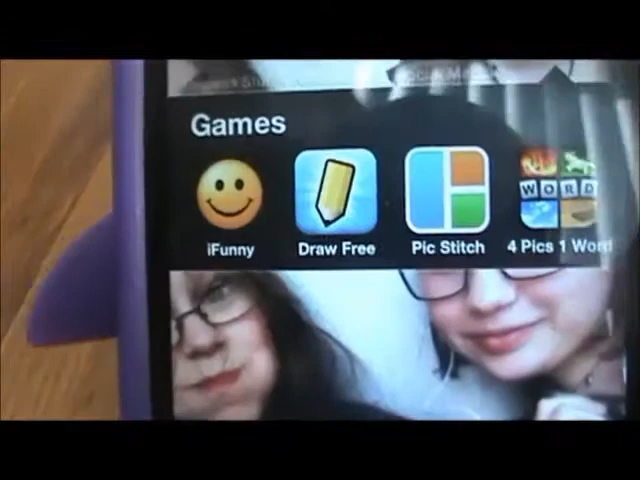 Games
iFunny
Draw Free
Pic Stitch
4 Pics 1 Word
WORD